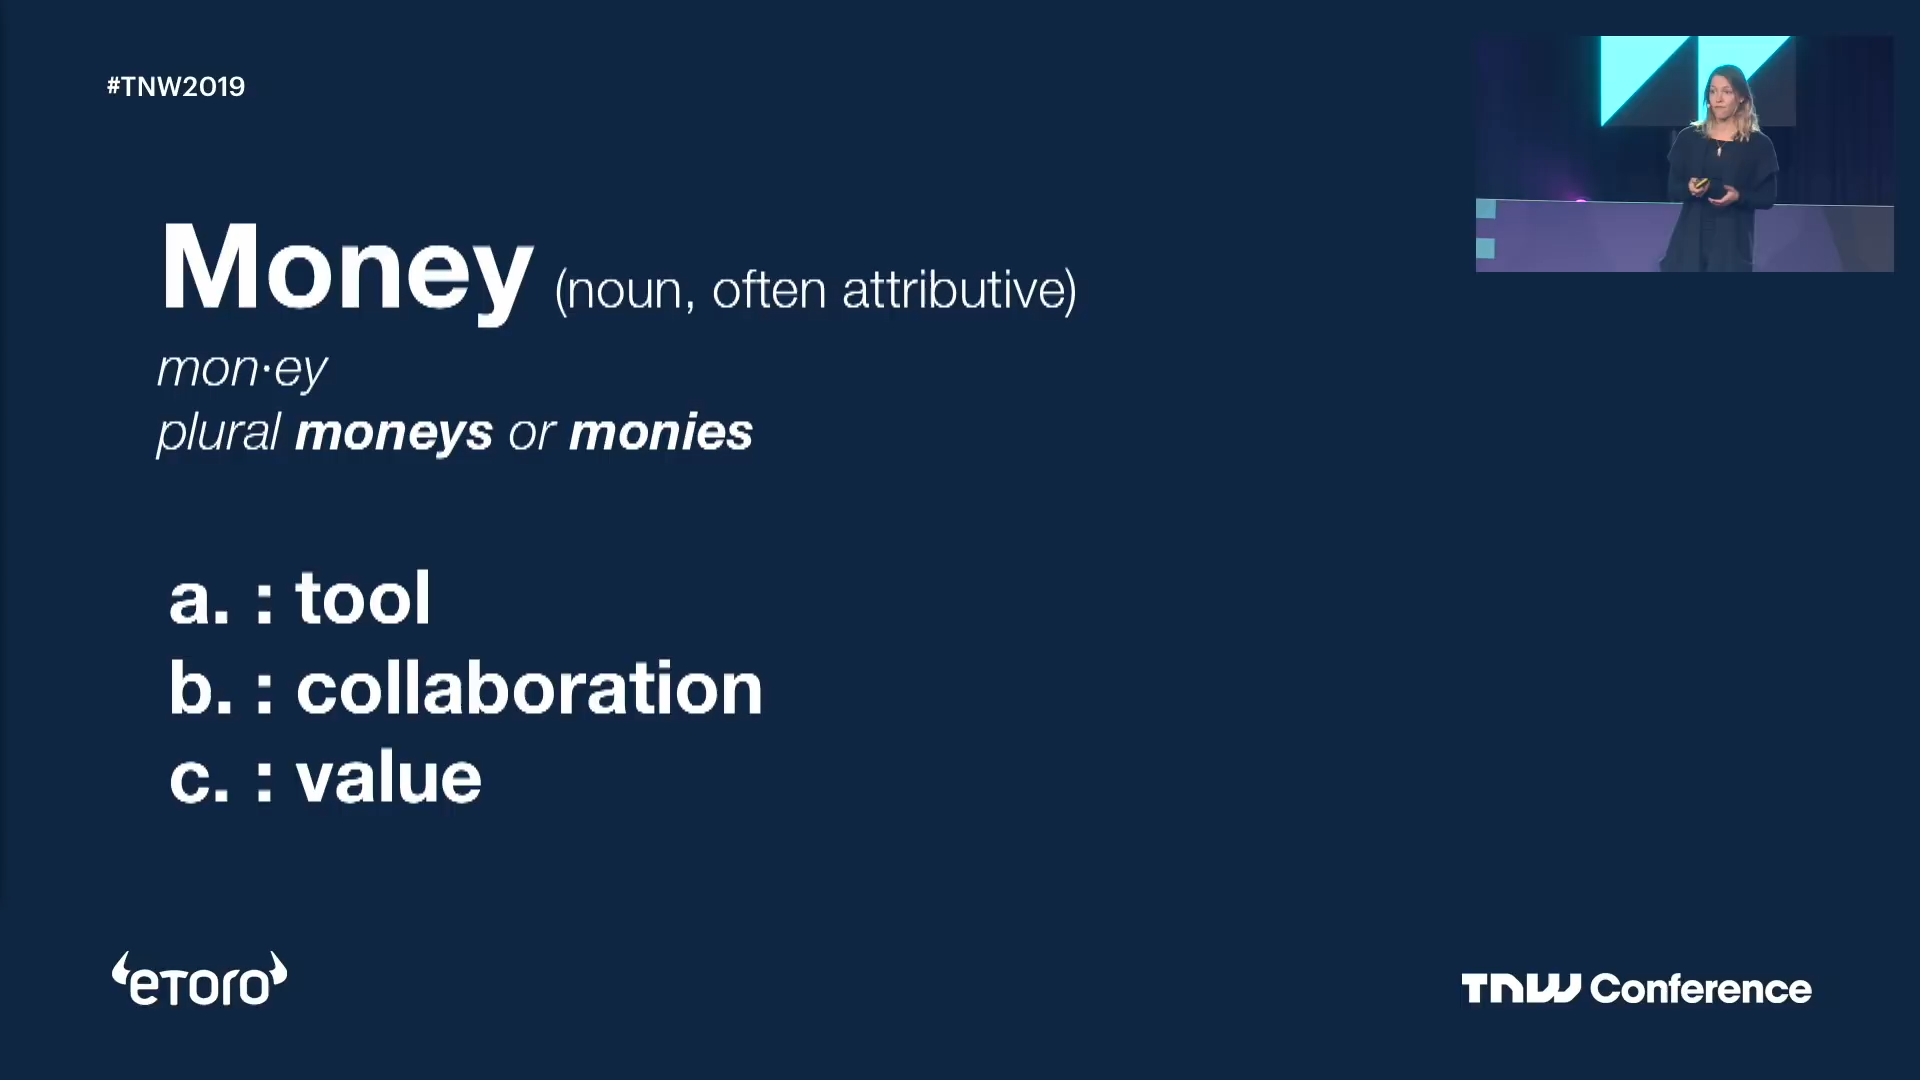 #TNW2019
Money (noun, often attributive)
mon·ey
plural moneys or monies
a. : tool
b. : collaboration
c. : value
eToro
TNW Conference